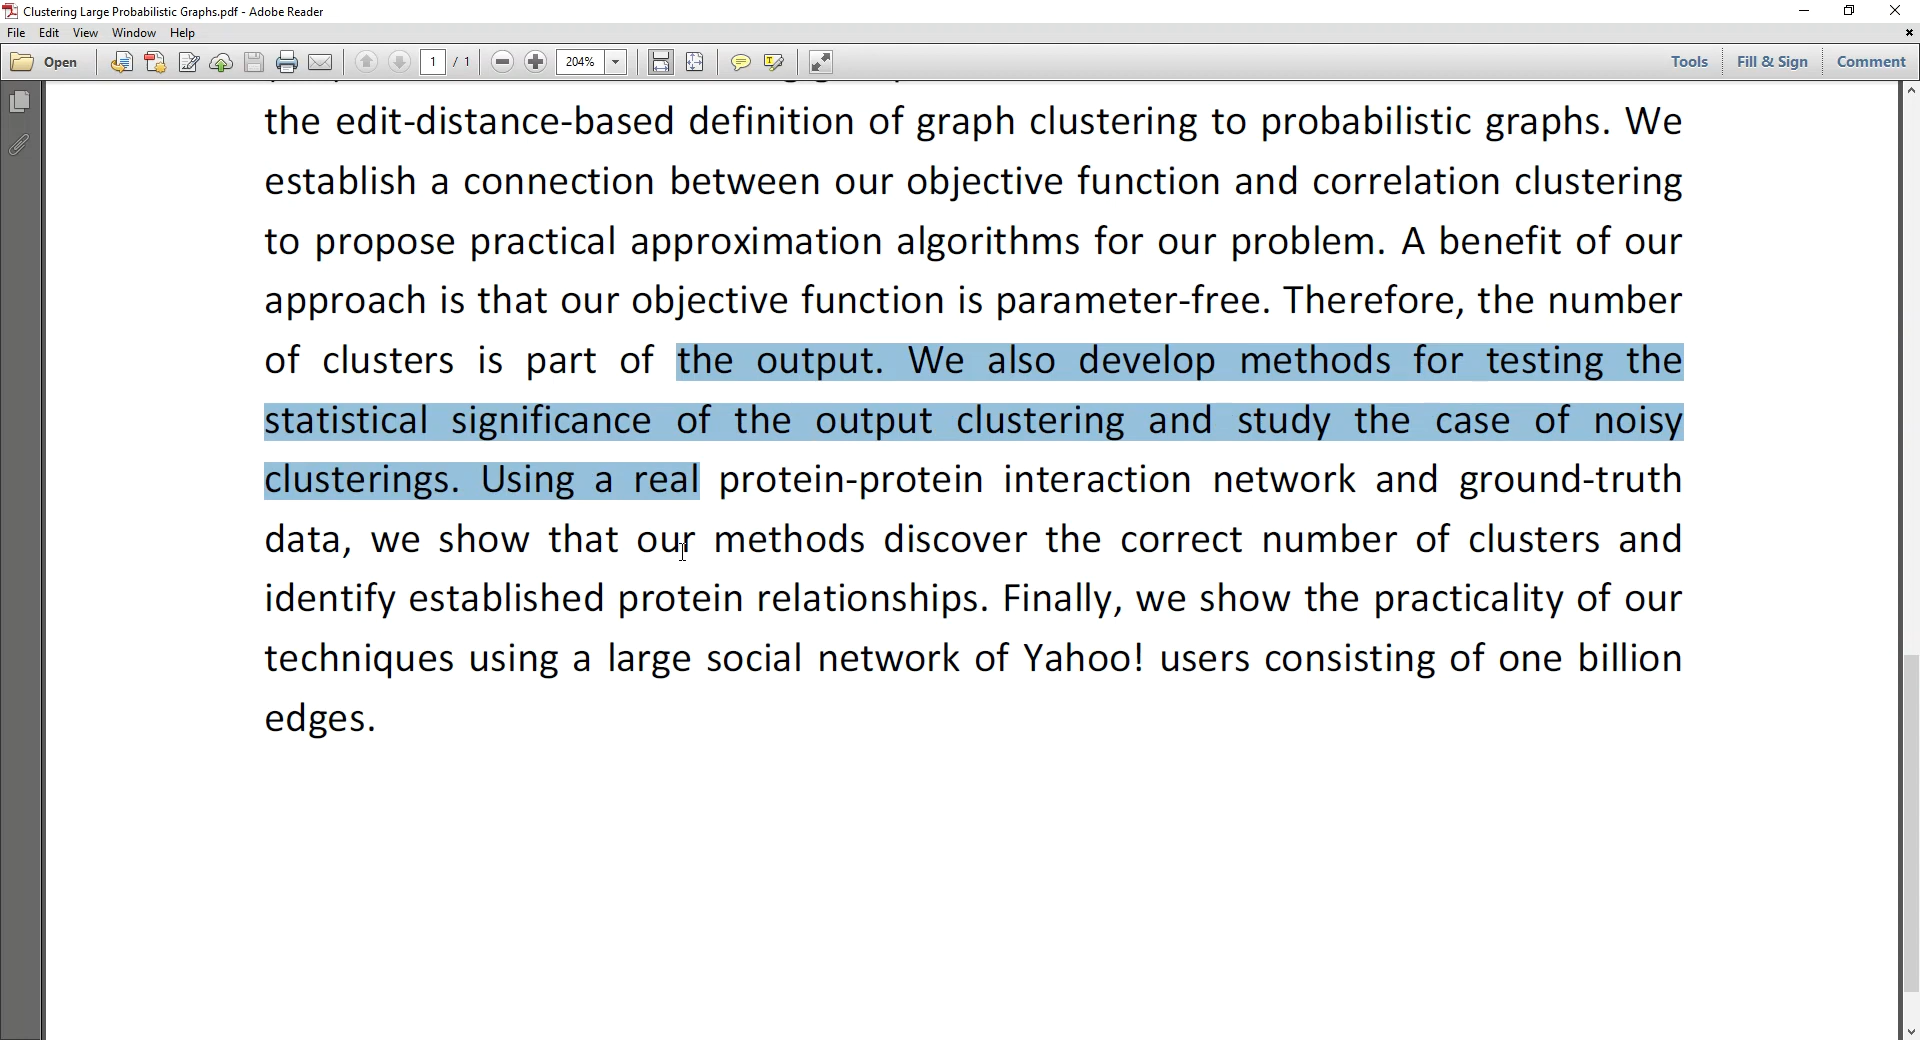 Clustering Large Probabilistic Graphs.pdf - Adobe Reader
File Edit View Window Help
Open 1 / 1 204% Tools Fill & Sign Comment
the edit-distance-based definition of graph clustering to probabilistic graphs. We
establish a connection between our objective function and correlation clustering
to propose practical approximation algorithms for our problem. A benefit of our
approach is that our objective function is parameter-free. Therefore, the number
of clusters is part of the output. We also develop methods for testing the
statistical significance of the output clustering and study the case of noisy
clusterings. Using a real protein-protein interaction network and ground-truth
data, we show that our methods discover the correct number of clusters and
identify established protein relationships. Finally, we show the practicality of our
techniques using a large social network of Yahoo! users consisting of one billion
edges.